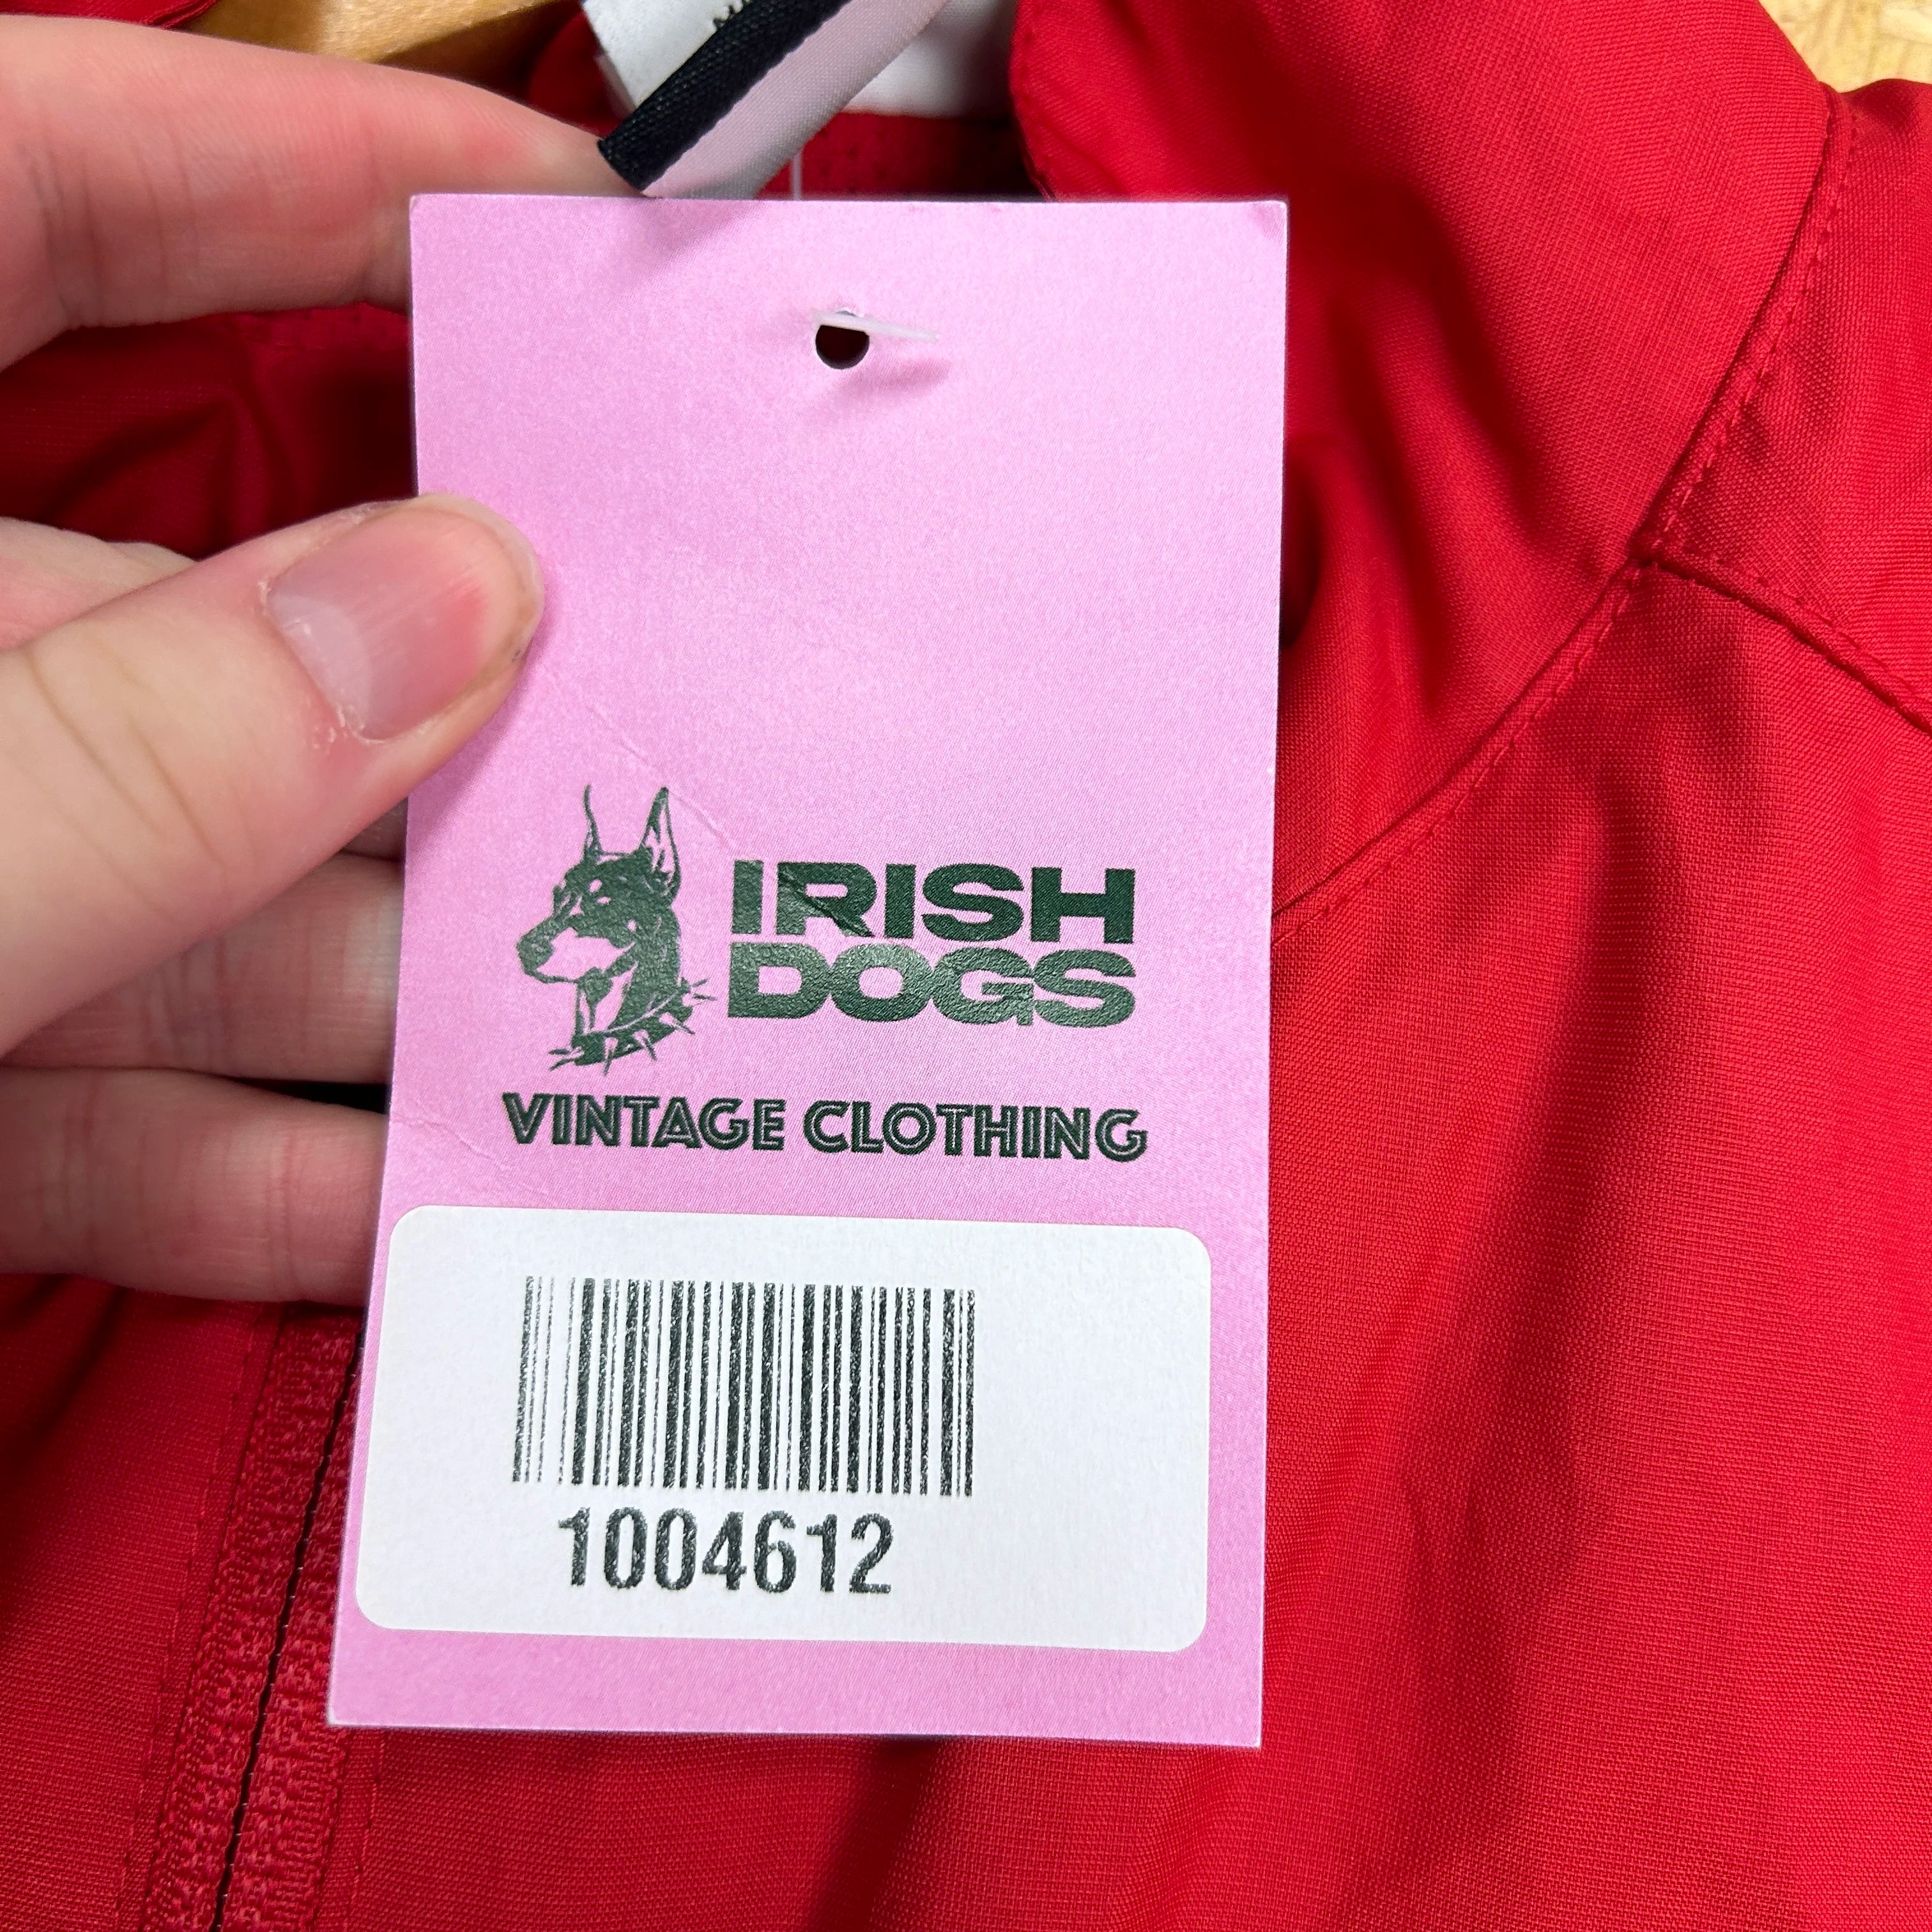 IRISH
DOGS
VINTAGE CLOTHING
1004612